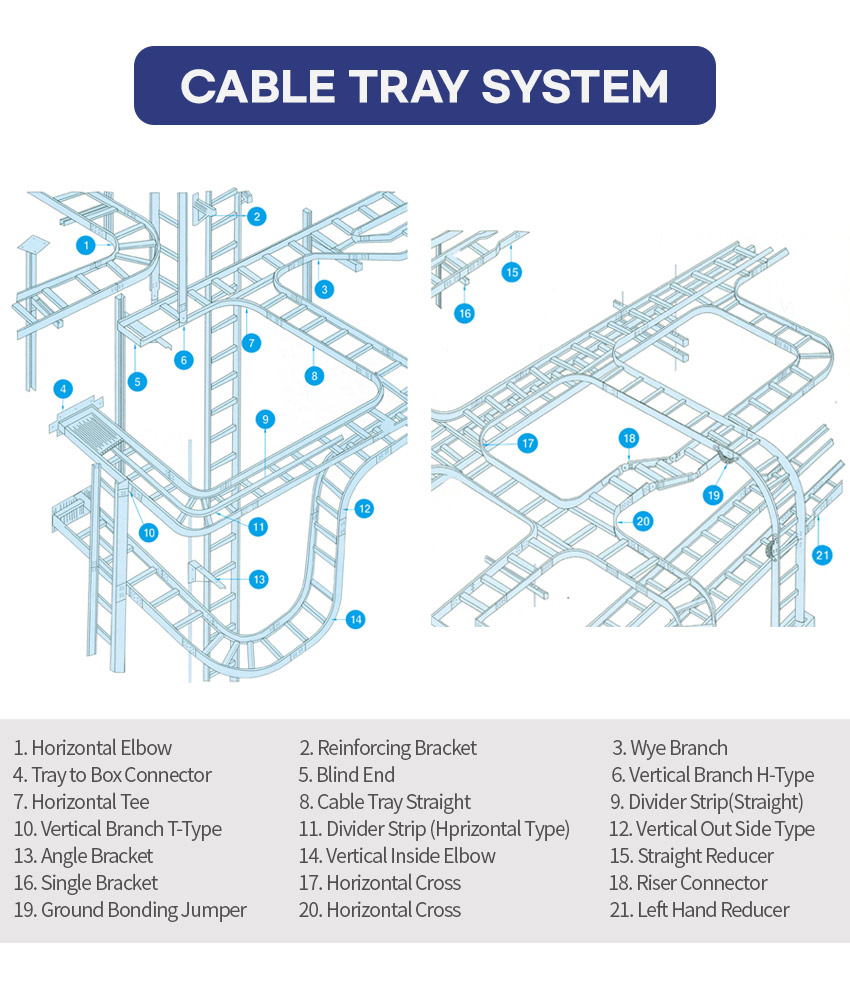 CABLE TRAY SYSTEM
1
2
3
4
5
6
7
8
9
10
11
12
13
14
15
16
17
18
19
20
21
1. Horizontal Elbow 2. Reinforcing Bracket 3. Wye Branch
4. Tray to Box Connector 5. Blind End 6. Vertical Branch H-Type
7. Horizontal Tee 8. Cable Tray Straight 9. Divider Strip(Straight)
10. Vertical Branch T-Type 11. Divider Strip (Hprizontal Type) 12. Vertical Out Side Type
13. Angle Bracket 14. Vertical Inside Elbow 15. Straight Reducer
16. Single Bracket 17. Horizontal Cross 18. Riser Connector
19. Ground Bonding Jumper 20. Horizontal Cross 21. Left Hand Reducer